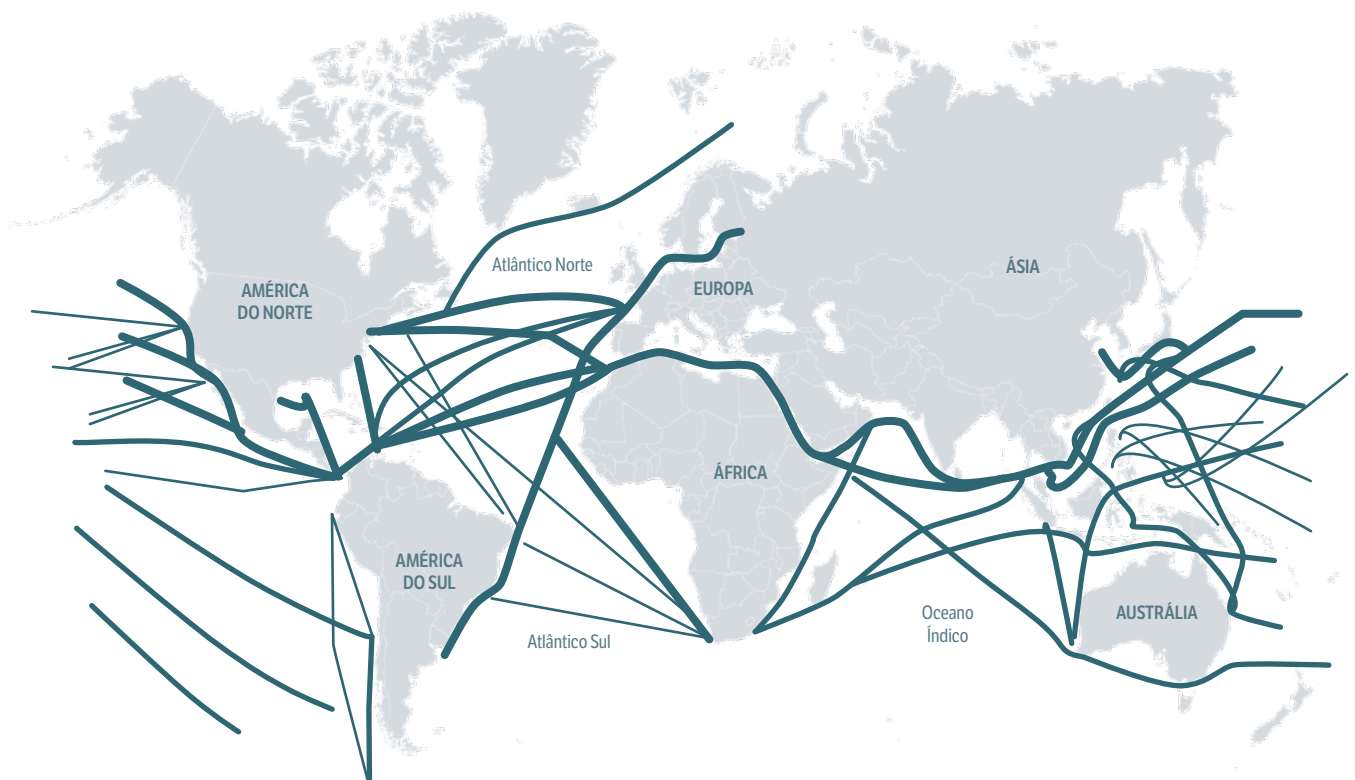 Atlântico Norte
ÁSIA
AMÉRICA
DO NORTE
EUROPA
ÁFRICA
AMÉRICA
DO SUL
Oceano
Índico
AUSTRÁLIA
Atlântico Sul